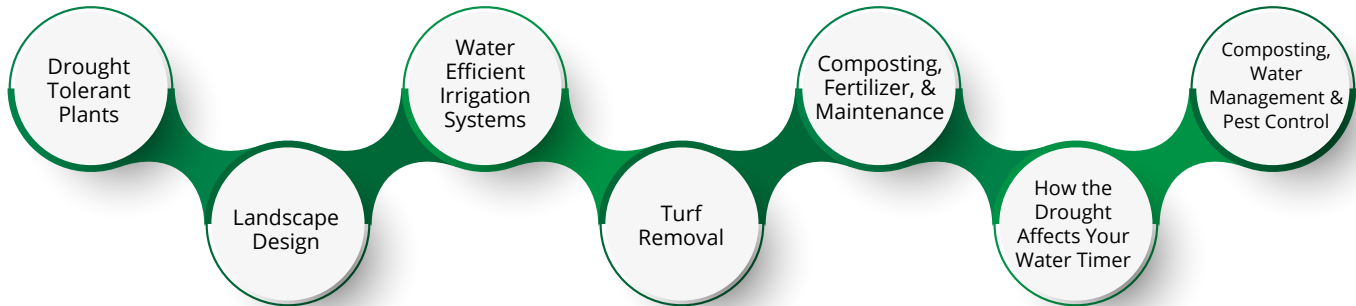 Drought
Tolerant
Plants
Landscape
Design
Water
Efficient
Irrigation
Systems
Turf
Removal
Composting,
Fertilizer, &
Maintenance
How the
Drought
Affects Your
Water Timer
Composting,
Water
Management &
Pest Control